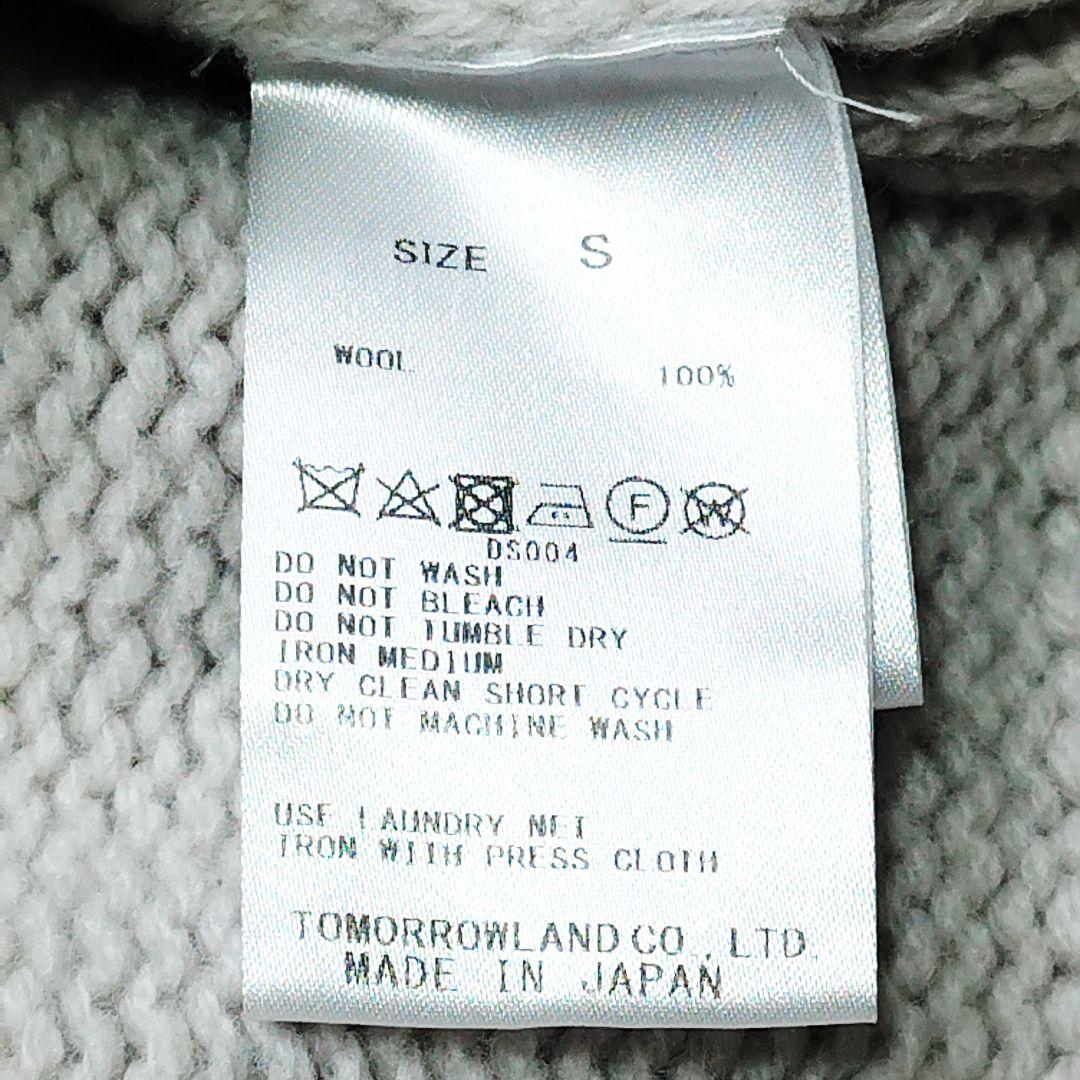 SIZE S
WOOL 100%
F W
DS004
DO NOT WASH
DO NOT BLEACH
DO NOT TUMBLE DRY
IRON MEDIUM
DRY CLEAN SHORT CYCLE
DO NOT MACHINE WASH
USE LAUNDRY NET
IRON WITH PRESS CLOTH
TOMORROWLAND CO., LTD.
MADE IN JAPAN